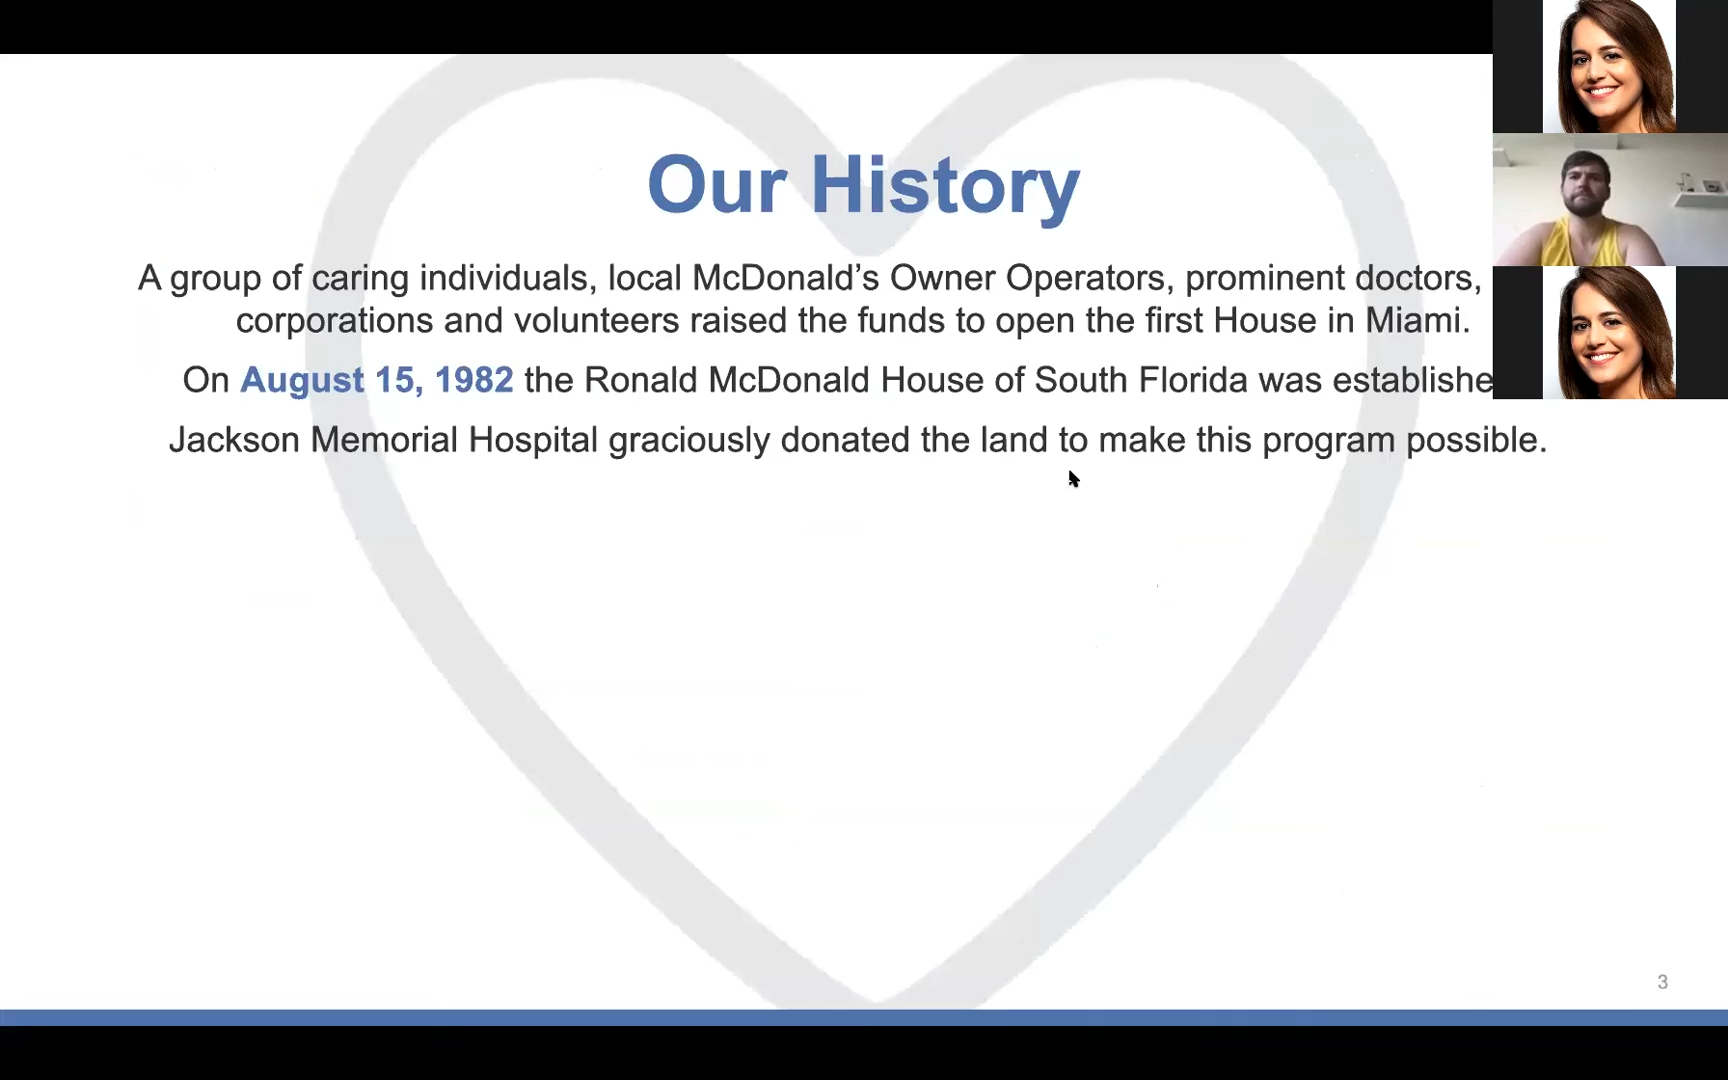 Our History
A group of caring individuals, local McDonald’s Owner Operators, prominent doctors,
corporations and volunteers raised the funds to open the first House in Miami.
On August 15, 1982 the Ronald McDonald House of South Florida was establishe
Jackson Memorial Hospital graciously donated the land to make this program possible.
3